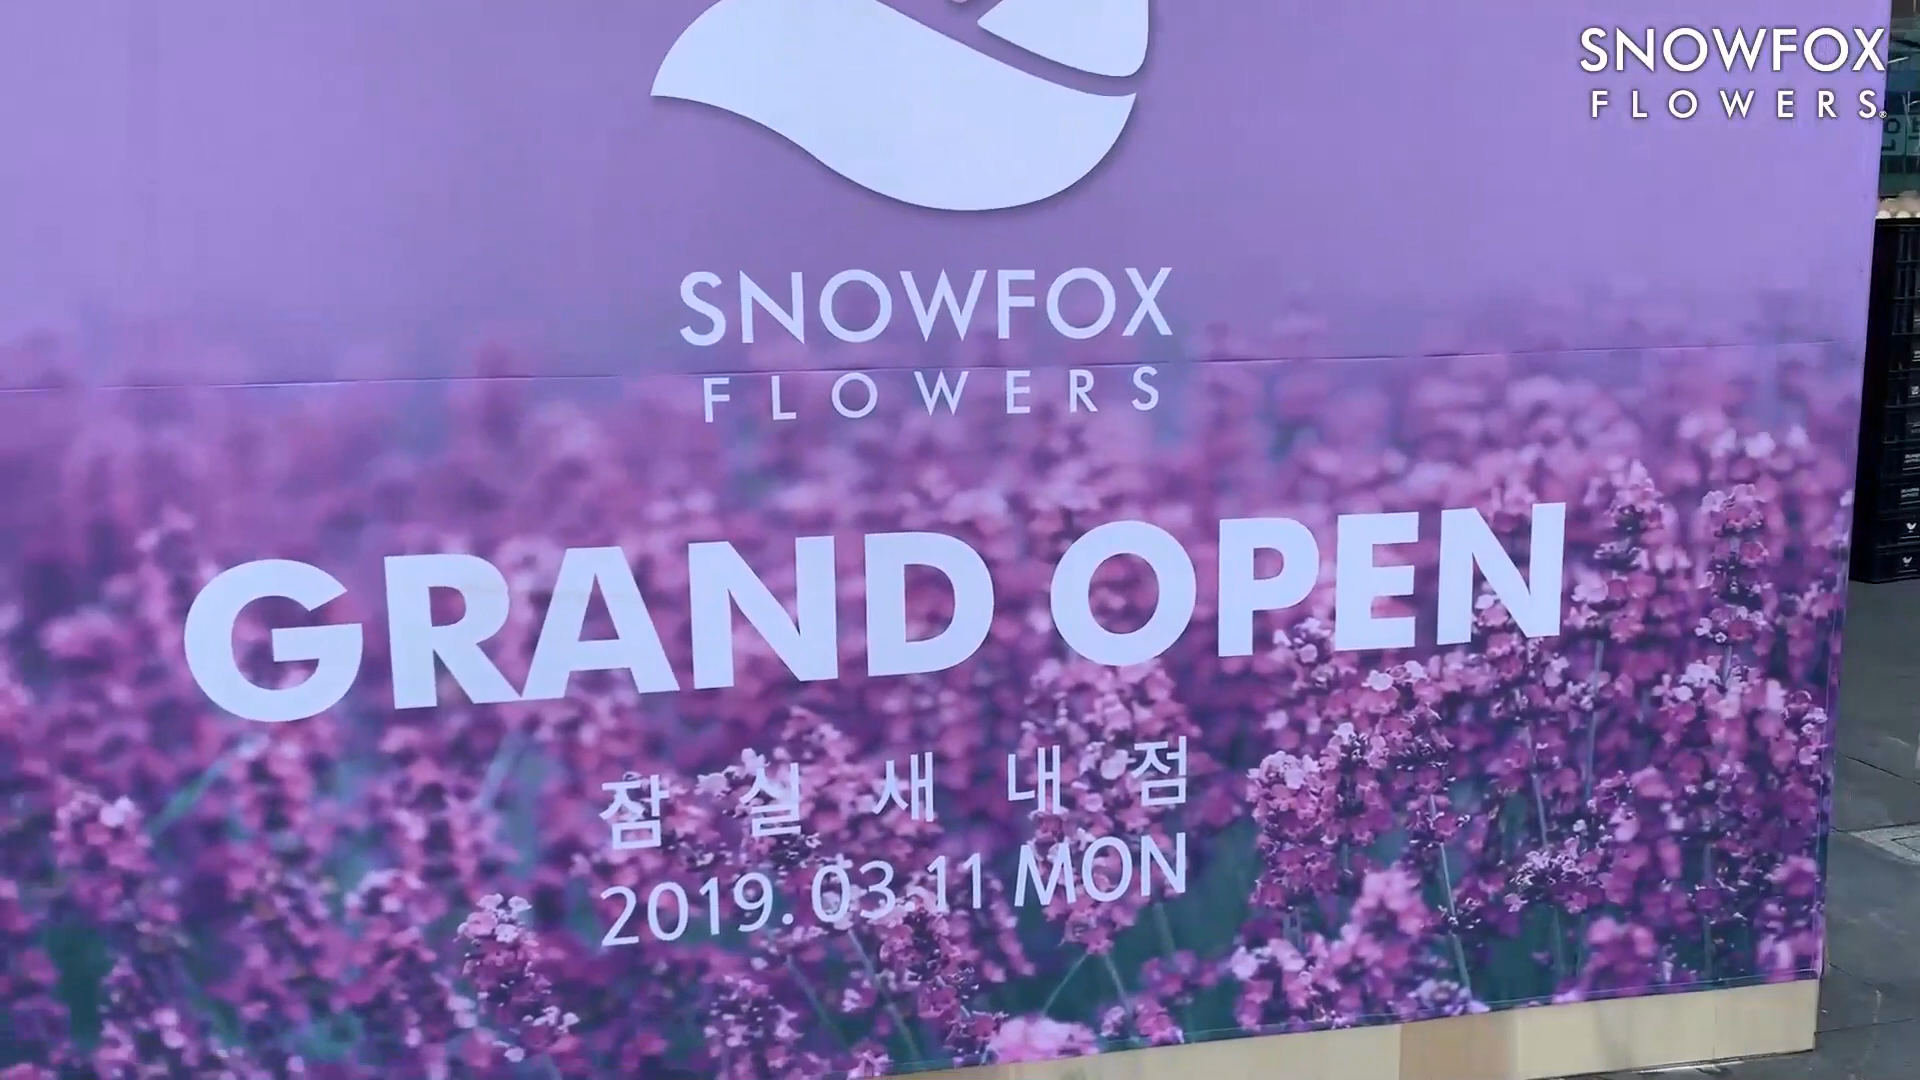 SNOWFOX
FLOWERS®
SNOWFOX
FLOWERS
GRAND OPEN
잠실새내점
2019.03.11 MON